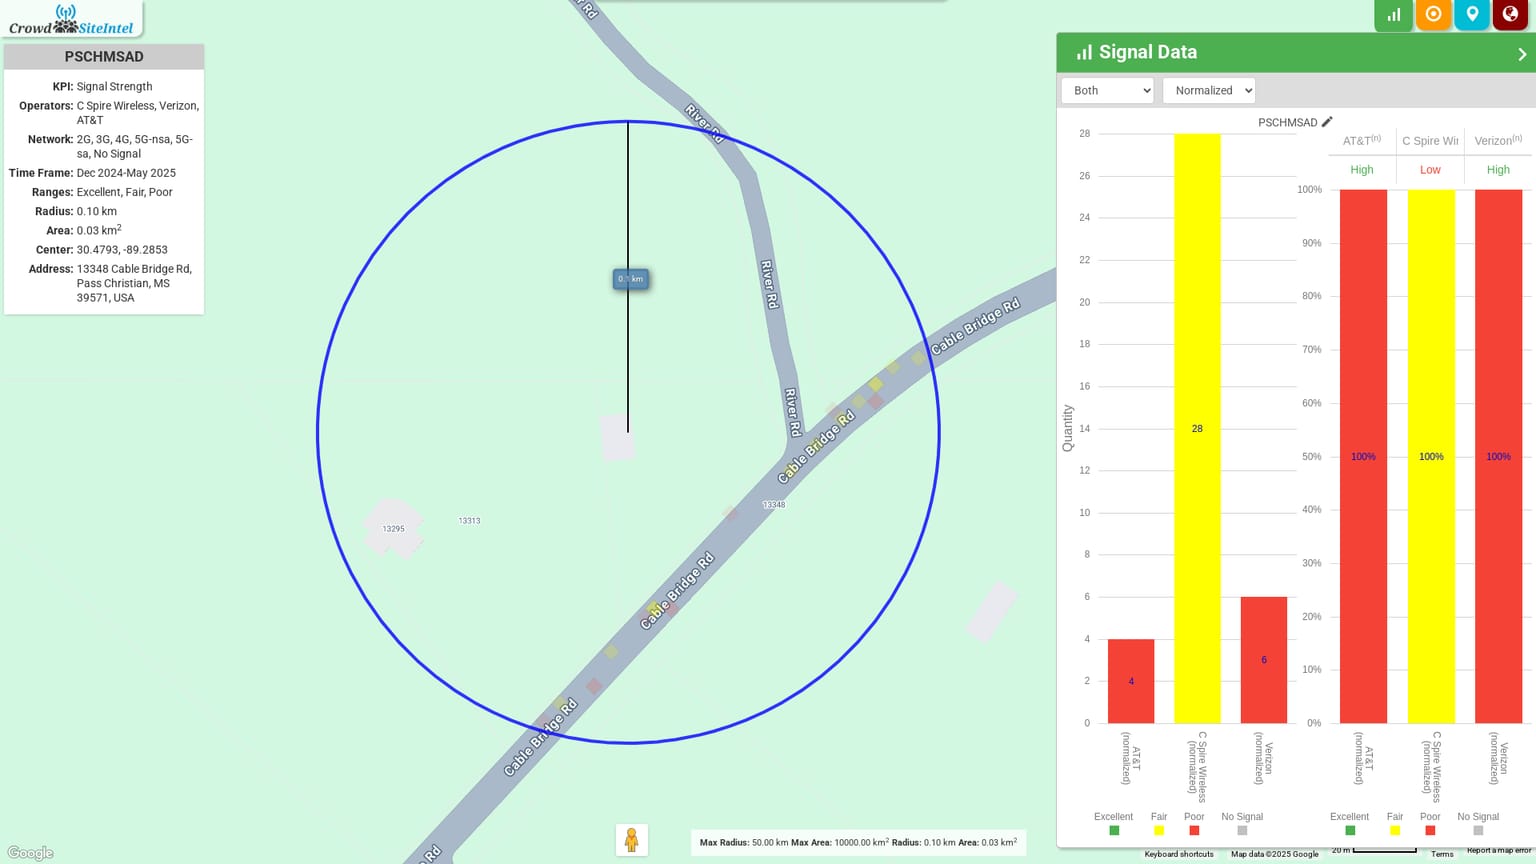 CrowdSiteIntel
PSCHMSAD
KPI: Signal Strength
Operators: C Spire Wireless, Verizon,
AT&T
Network: 2G, 3G, 4G, 5G-nsa, 5G-
sa, No Signal
Time Frame: Dec 2024-May 2025
Ranges: Excellent, Fair, Poor
Radius: 0.10 km
Area: 0.03 km2
Center: 30.4793, -89.2853
Address: 13348 Cable Bridge Rd,
Pass Christian, MS
39571, USA
River Rd
River Rd
River Rd
Cable Bridge Rd
Cable Bridge Rd
Cable Bridge Rd
Cable Bridge Rd
Rd
0.1 km
13348
13313
13295
Google
Max Radius: 50.00 km Max Area: 10000.00 km2 Radius: 0.10 km Area: 0.03 km2
Signal Data
Both
Normalized
PSCHMSAD
Quantity
28
26
24
22
20
18
16
14
12
10
8
6
4
2
0
4
28
6
AT&T (normalized)
C Spire Wireless (normalized)
Verizon (normalized)
Excellent Fair Poor No Signal
AT&T(n) C Spire Wir Verizon(n)
High Low High
100%
90%
80%
70%
60%
50%
40%
30%
20%
10%
0%
100%
100%
100%
AT&T (normalized)
C Spire Wireless (normalized)
Verizon (normalized)
Excellent Fair Poor No Signal
Keyboard shortcuts Map data ©2025 Google 20 m Terms Report a map error